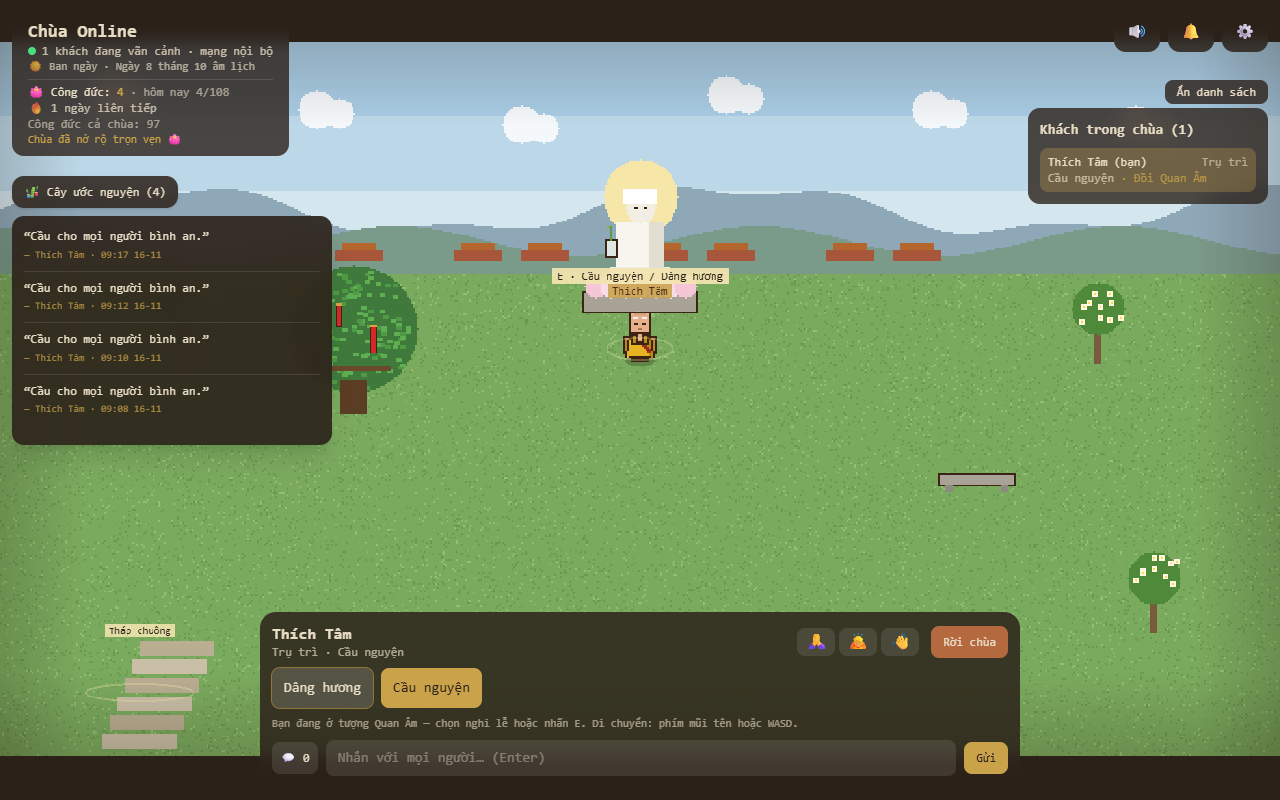 Chùa Online
1 khách đang vãn cảnh · mạng nội bộ
Ban ngày · Ngày 8 tháng 10 âm lịch
Công đức: 4 · hôm nay 4/108
1 ngày liên tiếp
Công đức cả chùa: 97
Chùa đã nở rộ trọn vẹn
Ẩn danh sách
Khách trong chùa (1)
Thích Tâm (bạn) Trụ trì
Cầu nguyện · Đồi Quan Âm
Cây ước nguyện (4)
“Cầu cho mọi người bình an.”
— Thích Tâm · 09:17 16-11
“Cầu cho mọi người bình an.”
— Thích Tâm · 09:12 16-11
“Cầu cho mọi người bình an.”
— Thích Tâm · 09:10 16-11
“Cầu cho mọi người bình an.”
— Thích Tâm · 09:08 16-11
E · Cầu nguyện / Dâng hương
Thích Tâm
Tháp chuông
Thích Tâm
Trụ trì · Cầu nguyện
Rời chùa
Dâng hương
Cầu nguyện
Bạn đang ở tượng Quan Âm — chọn nghi lễ hoặc nhấn E. Di chuyển: phím mũi tên hoặc WASD.
0
Nhắn với mọi người… (Enter)
Gửi